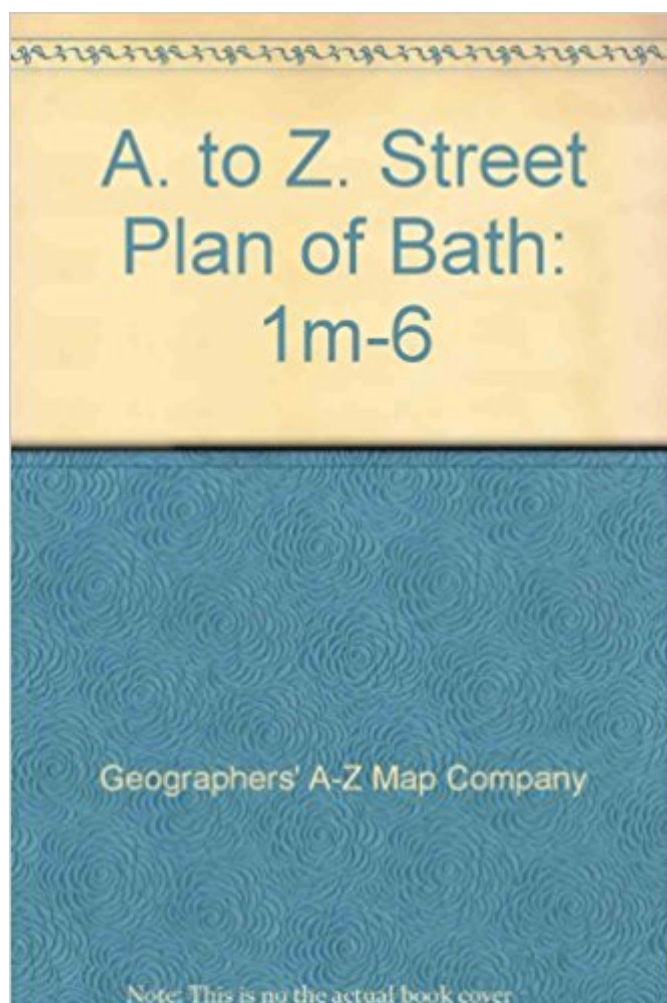 A. to Z. Street
Plan of Bath:
1m-6
Geographers' A-Z Map Company
Note: This is no the actual book cover